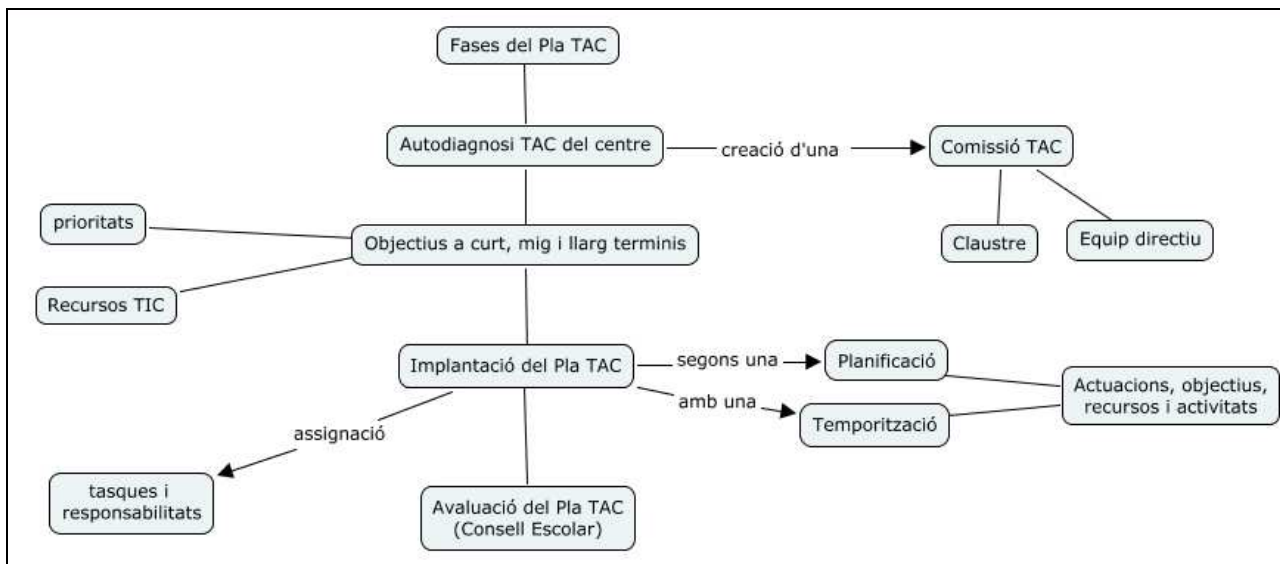 Fases del Pla TAC
Autodiagnosi TAC del centre
creació d'una
Comissió TAC
prioritats
Objectius a curt, mig i llarg terminis
Claustre
Equip directiu
Recursos TIC
Implantació del Pla TAC
segons una
Planificació
amb una
Temporització
Actuacions, objectius,
recursos i activitats
assignació
tasques i
responsabilitats
Avaluació del Pla TAC
(Consell Escolar)